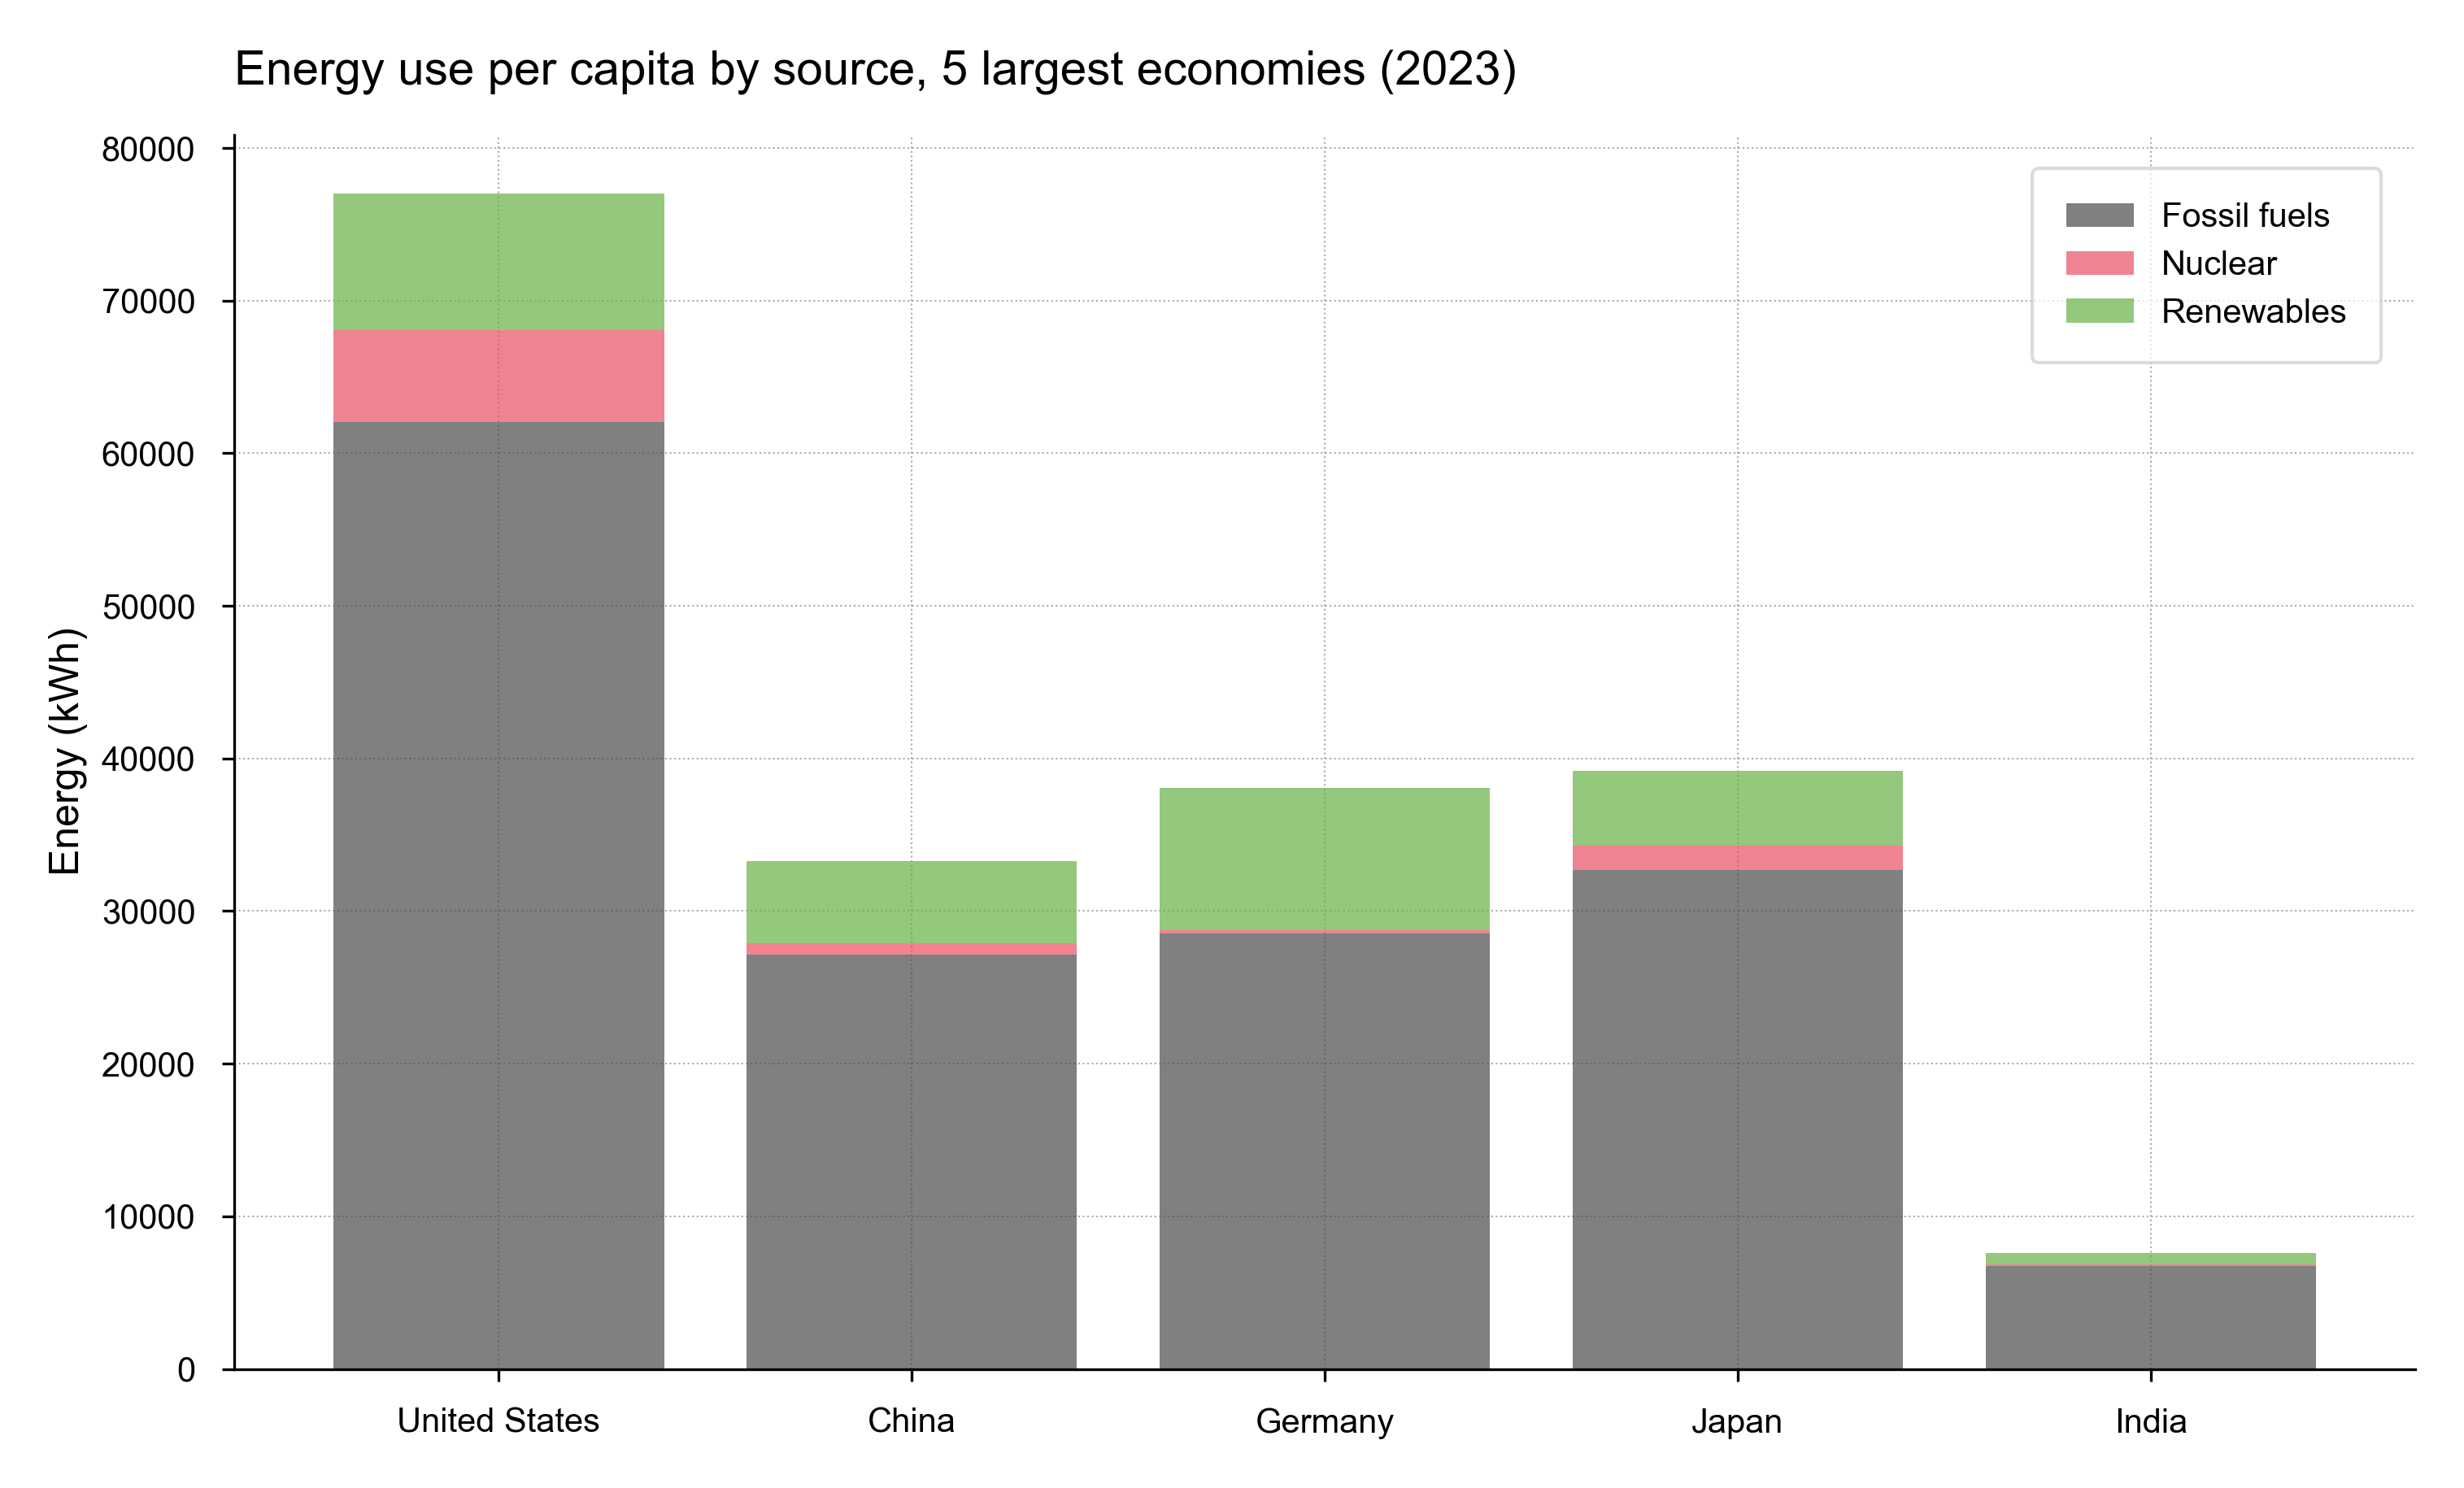 Energy use per capita by source, 5 largest economies (2023)
Energy (kWh)
80000
70000
60000
50000
40000
30000
20000
10000
0
Fossil fuels
Nuclear
Renewables
United States
China
Germany
Japan
India